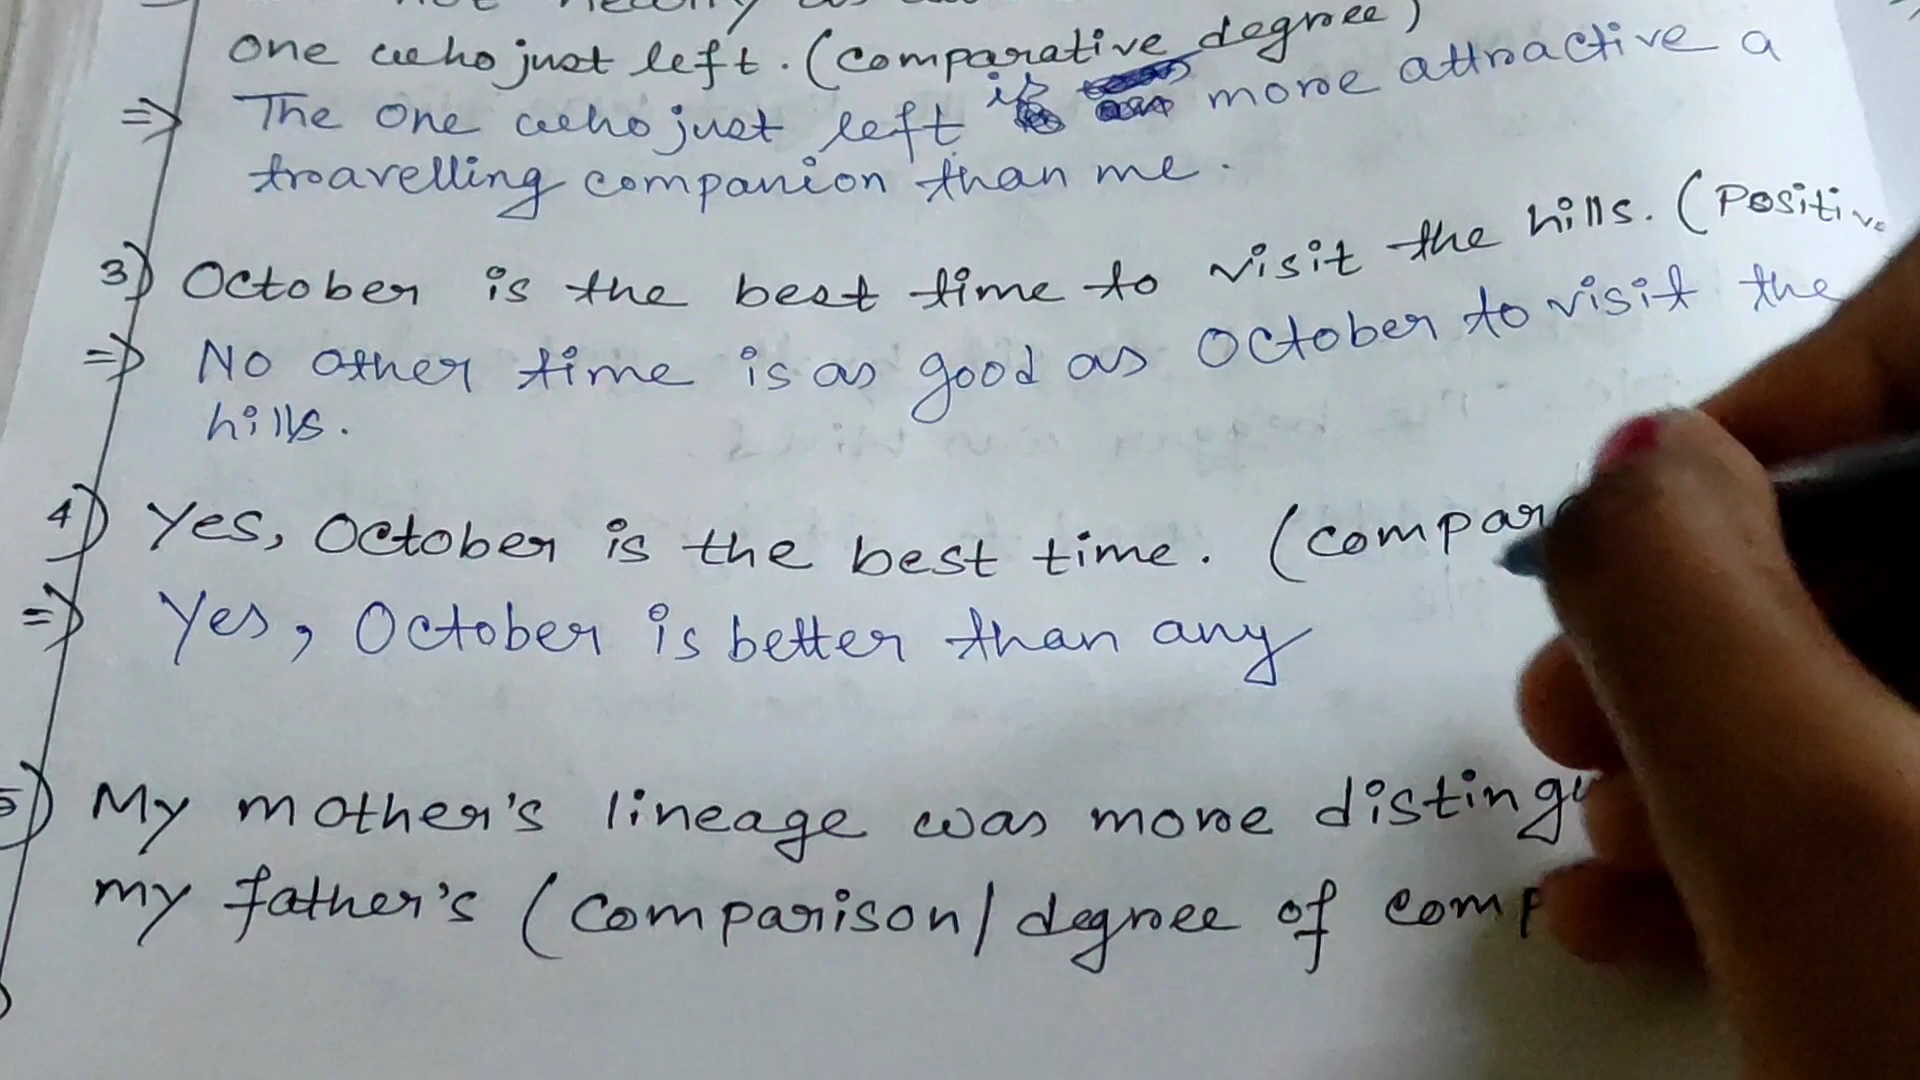 one who just left. (comparative degree)
=> The one who just left is more attractive a
travelling companion than me.
3) October is the best time to visit the hills. (Positive
=> No other time is as good as October to visit the
hills.
4) Yes, October is the best time. (compar
=> Yes, October is better than any
5) My mother's lineage was more distingu
my father's (comparison/degree of comp